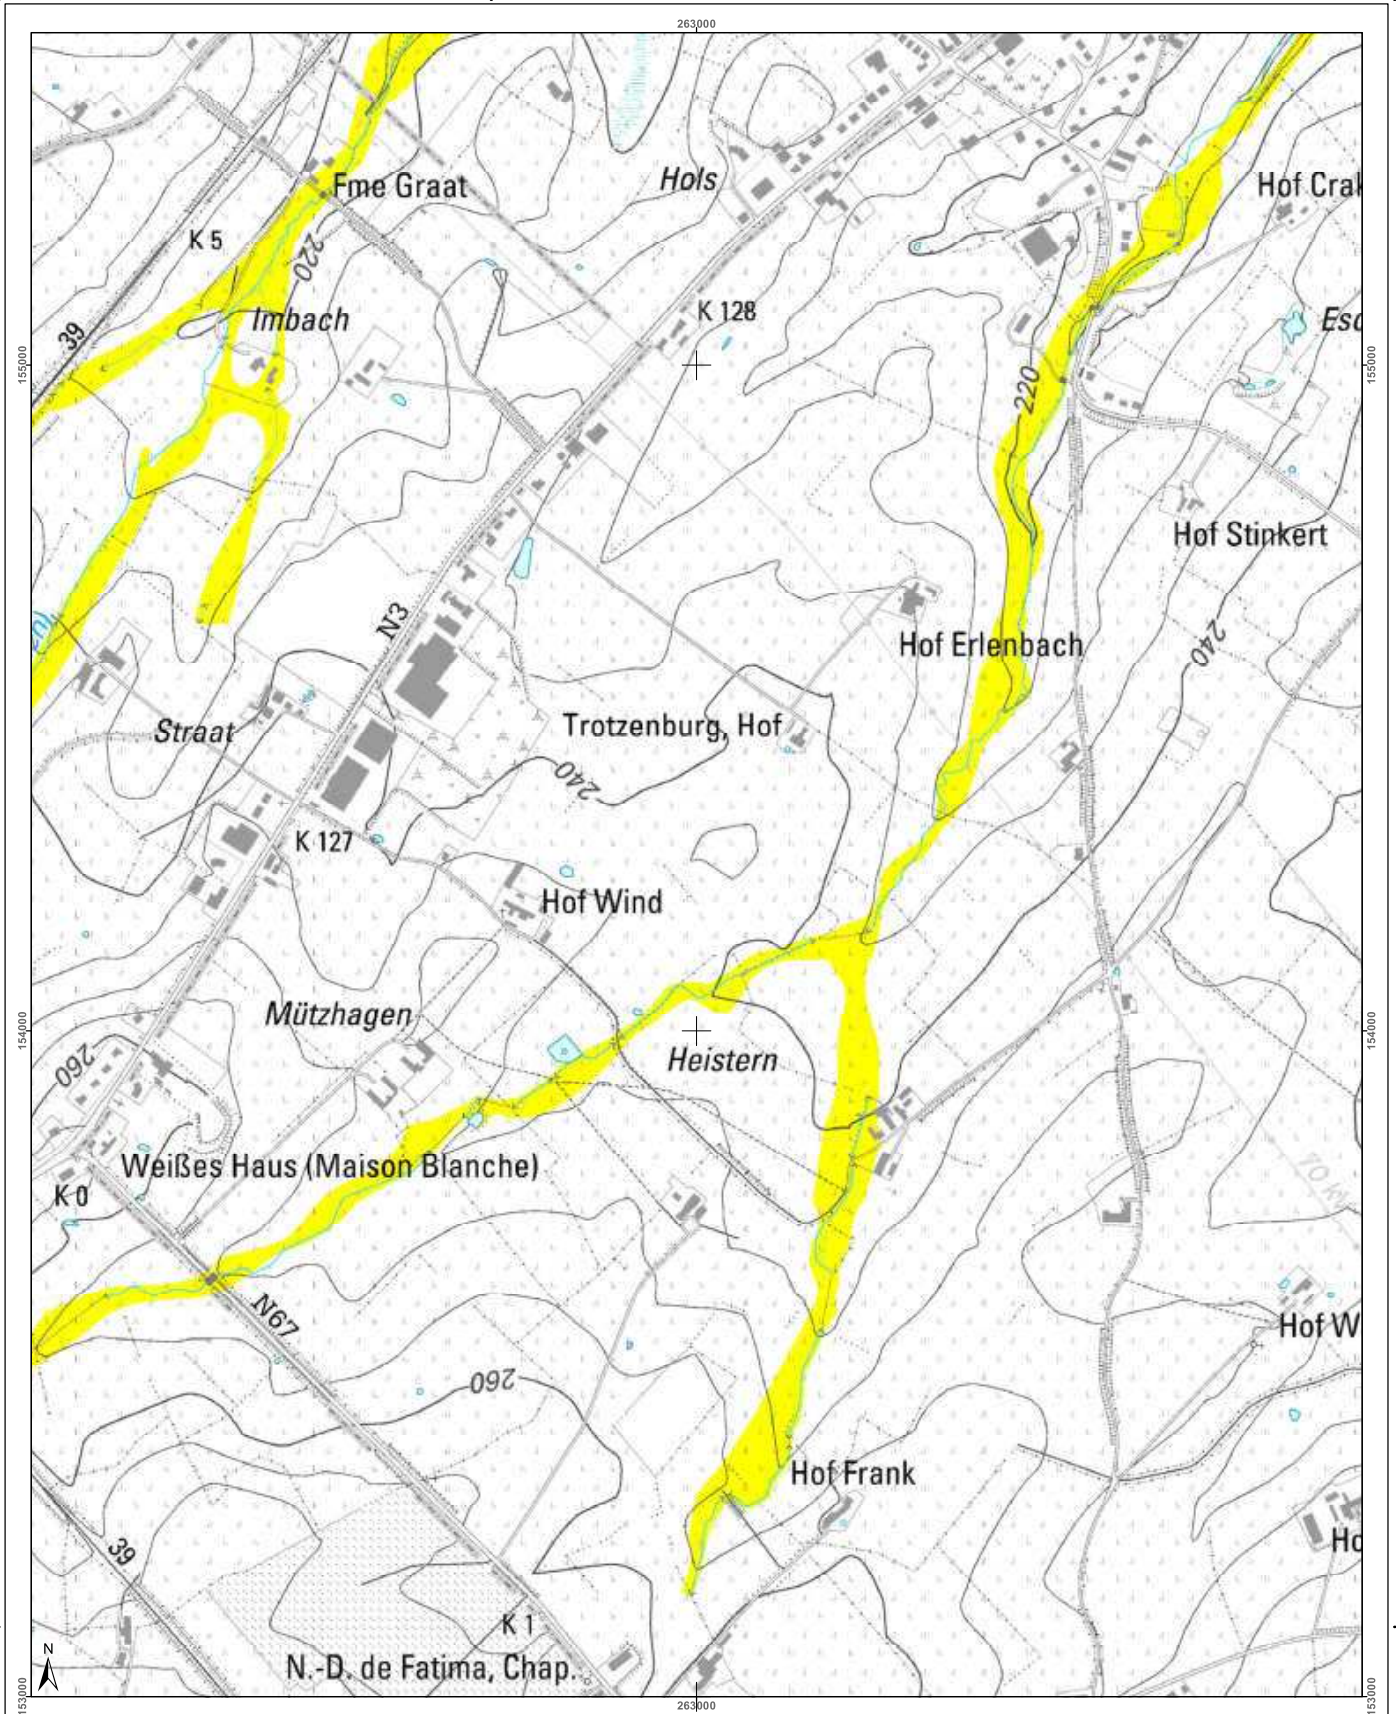 263000
Hols
Fme Graat
Hof Crak
K 5
220
Imbach
K 128
39
Esc
155000
155000
220
Hof Stinkert
N3
Hof Erlenbach
240
Straat
Trotzenburg, Hof
240
K 127
Hof Wind
Mützhagen
154000
154000
260
Heistern
Weißes Haus (Maison Blanche)
K 0
N67
Hof W
260
Hof Frank
39
Ho
K 1
N
N.-D. de Fatima, Chap.
153000
153000
263000